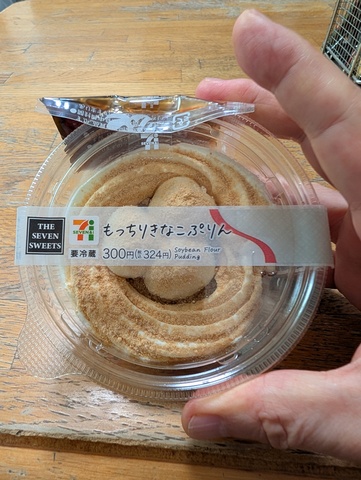 THE
SEVEN
SWEETS
7
SEVEN & i
もっちりきなこぷりん
要冷蔵
300円(税込324円)
Soybean Flour
Pudding